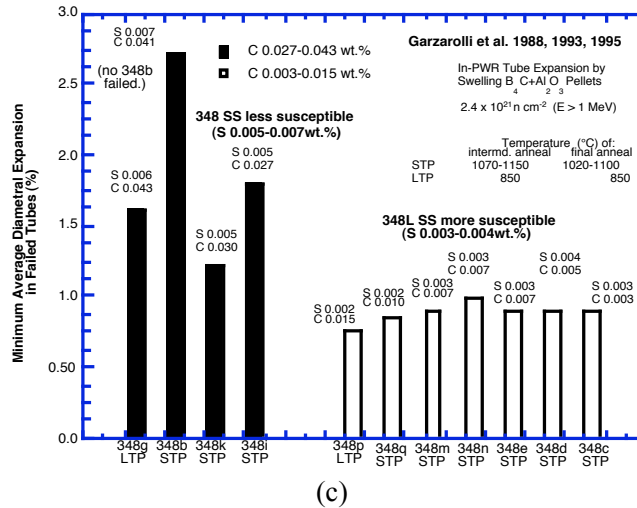 3.0
2.5
2.0
1.5
1.0
0.50
0.0
Minimum Average Diametral Expansion
in Failed Tubes (%)
S 0.007
C 0.041
(no 348b
failed.)
C 0.027-0.043 wt.%
C 0.003-0.015 wt.%
Garzarolli et al. 1988, 1993, 1995
In-PWR Tube Expansion by
Swelling B4C+Al2O3 Pellets
2.4 x 10²¹n cm⁻² (E > 1 MeV)
Temperature (°C) of:
intermd. anneal final anneal
STP 1070-1150 1020-1100
LTP 850 850
348 SS less susceptible
(S 0.005-0.007wt.%)
S 0.006
C 0.043
S 0.005
C 0.030
S 0.005
C 0.027
348L SS more susceptible
(S 0.003-0.004wt.%)
S 0.002
C 0.015
S 0.002
C 0.010
S 0.003
C 0.007
S 0.003
C 0.007
S 0.003
C 0.007
S 0.004
C 0.005
S 0.003
C 0.003
348g 348b 348k 348i 348p 348q 348m 348n 348e 348d 348c
LTP STP STP STP LTP STP STP STP STP STP STP
(c)